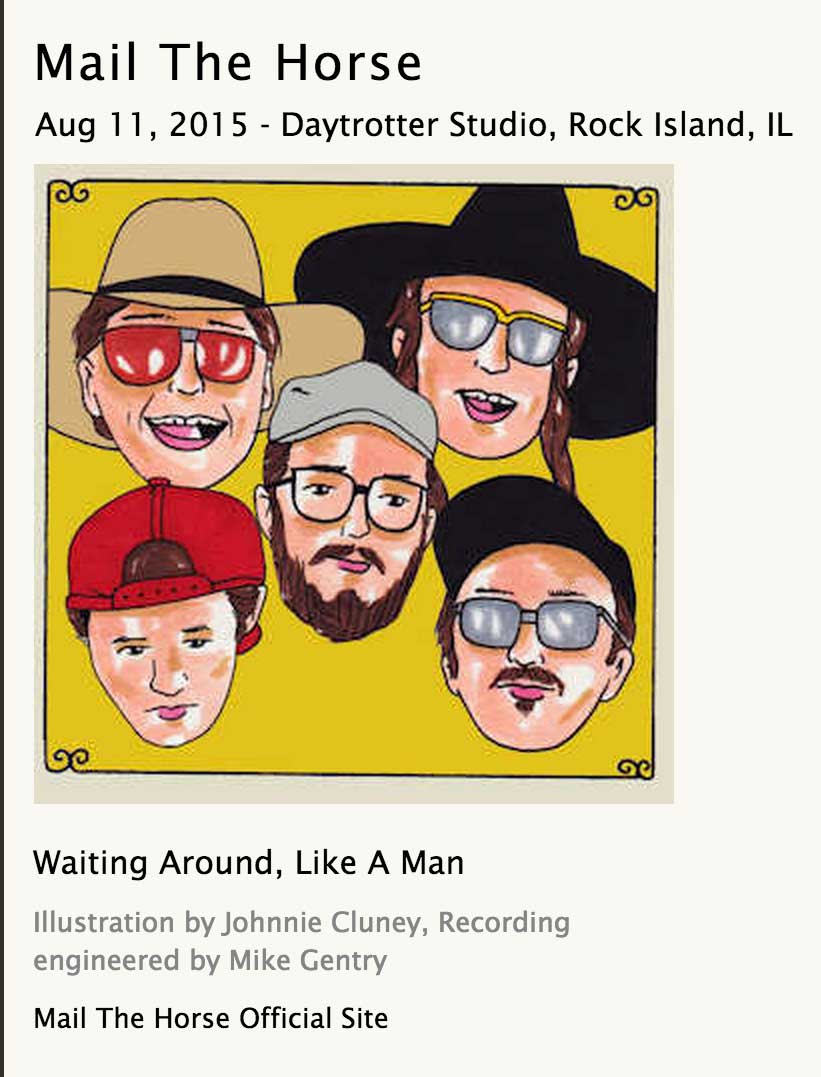 Mail The Horse
Aug 11, 2015 - Daytrotter Studio, Rock Island, IL
Waiting Around, Like A Man
Illustration by Johnnie Cluney, Recording
engineered by Mike Gentry
Mail The Horse Official Site